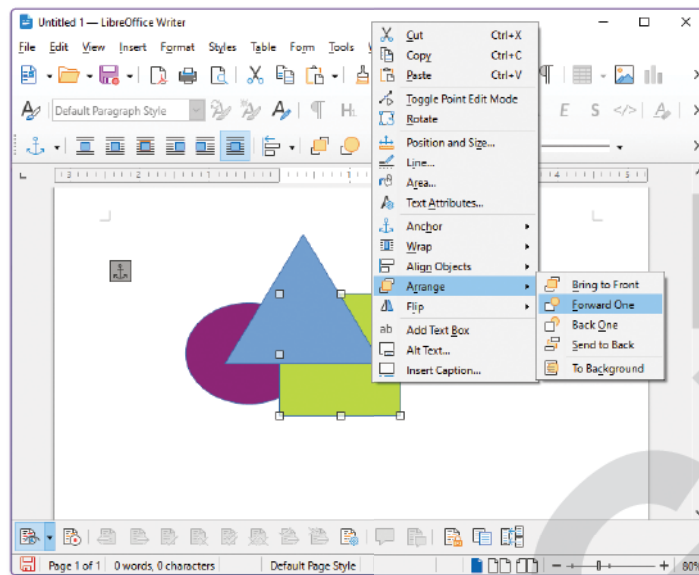 Untitled 1 — LibreOffice Writer
File Edit View Insert Format Styles Table Form Tools
Default Paragraph Style
Cut Ctrl+X
Copy Ctrl+C
Paste Ctrl+V
Toggle Point Edit Mode
Rotate
Position and Size...
Line...
Area...
Text Attributes...
Anchor
Wrap
Align Objects
Arrange
Flip
Add Text Box
Alt Text...
Insert Caption...
Bring to Front
Forward One
Back One
Send to Back
To Background
Page 1 of 1 0 words, 0 characters Default Page Style